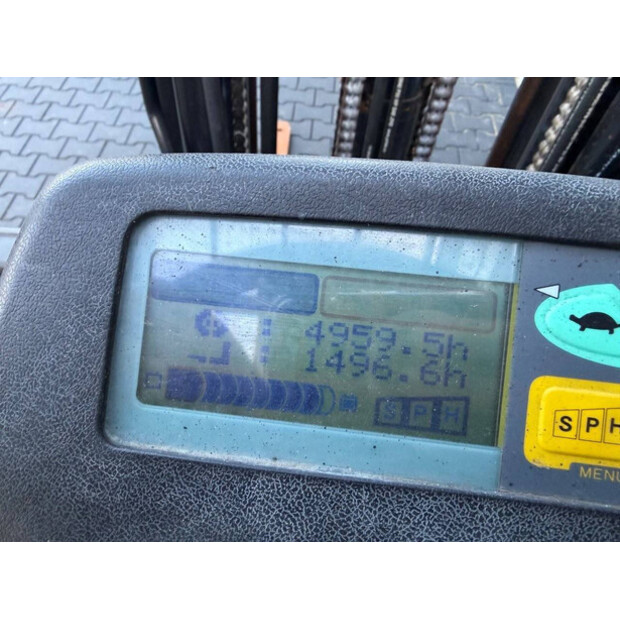 : 4959.5h
: 1496.6h
SPH
SPH
MENU